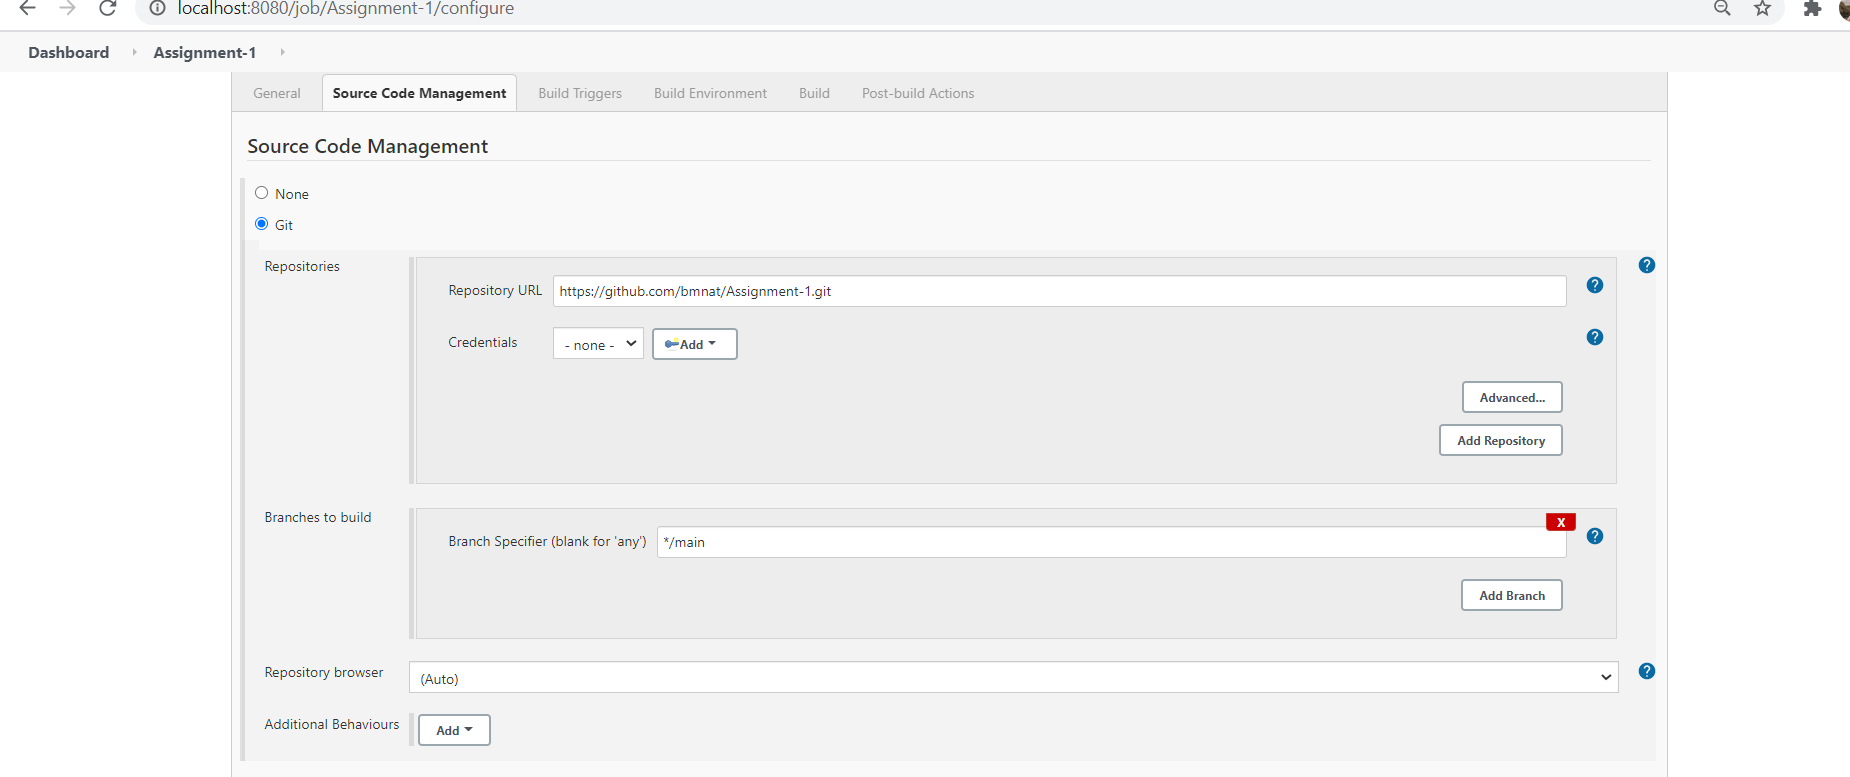 localhost:8080/job/Assignment-1/configure
Dashboard Assignment-1
General Source Code Management Build Triggers Build Environment Build Post-build Actions
Source Code Management
None
Git
Repositories
Repository URL https://github.com/bmnat/Assignment-1.git
Credentials - none - Add
Advanced...
Add Repository
Branches to build
X
Branch Specifier (blank for 'any') */main
Add Branch
Repository browser (Auto)
Additional Behaviours Add